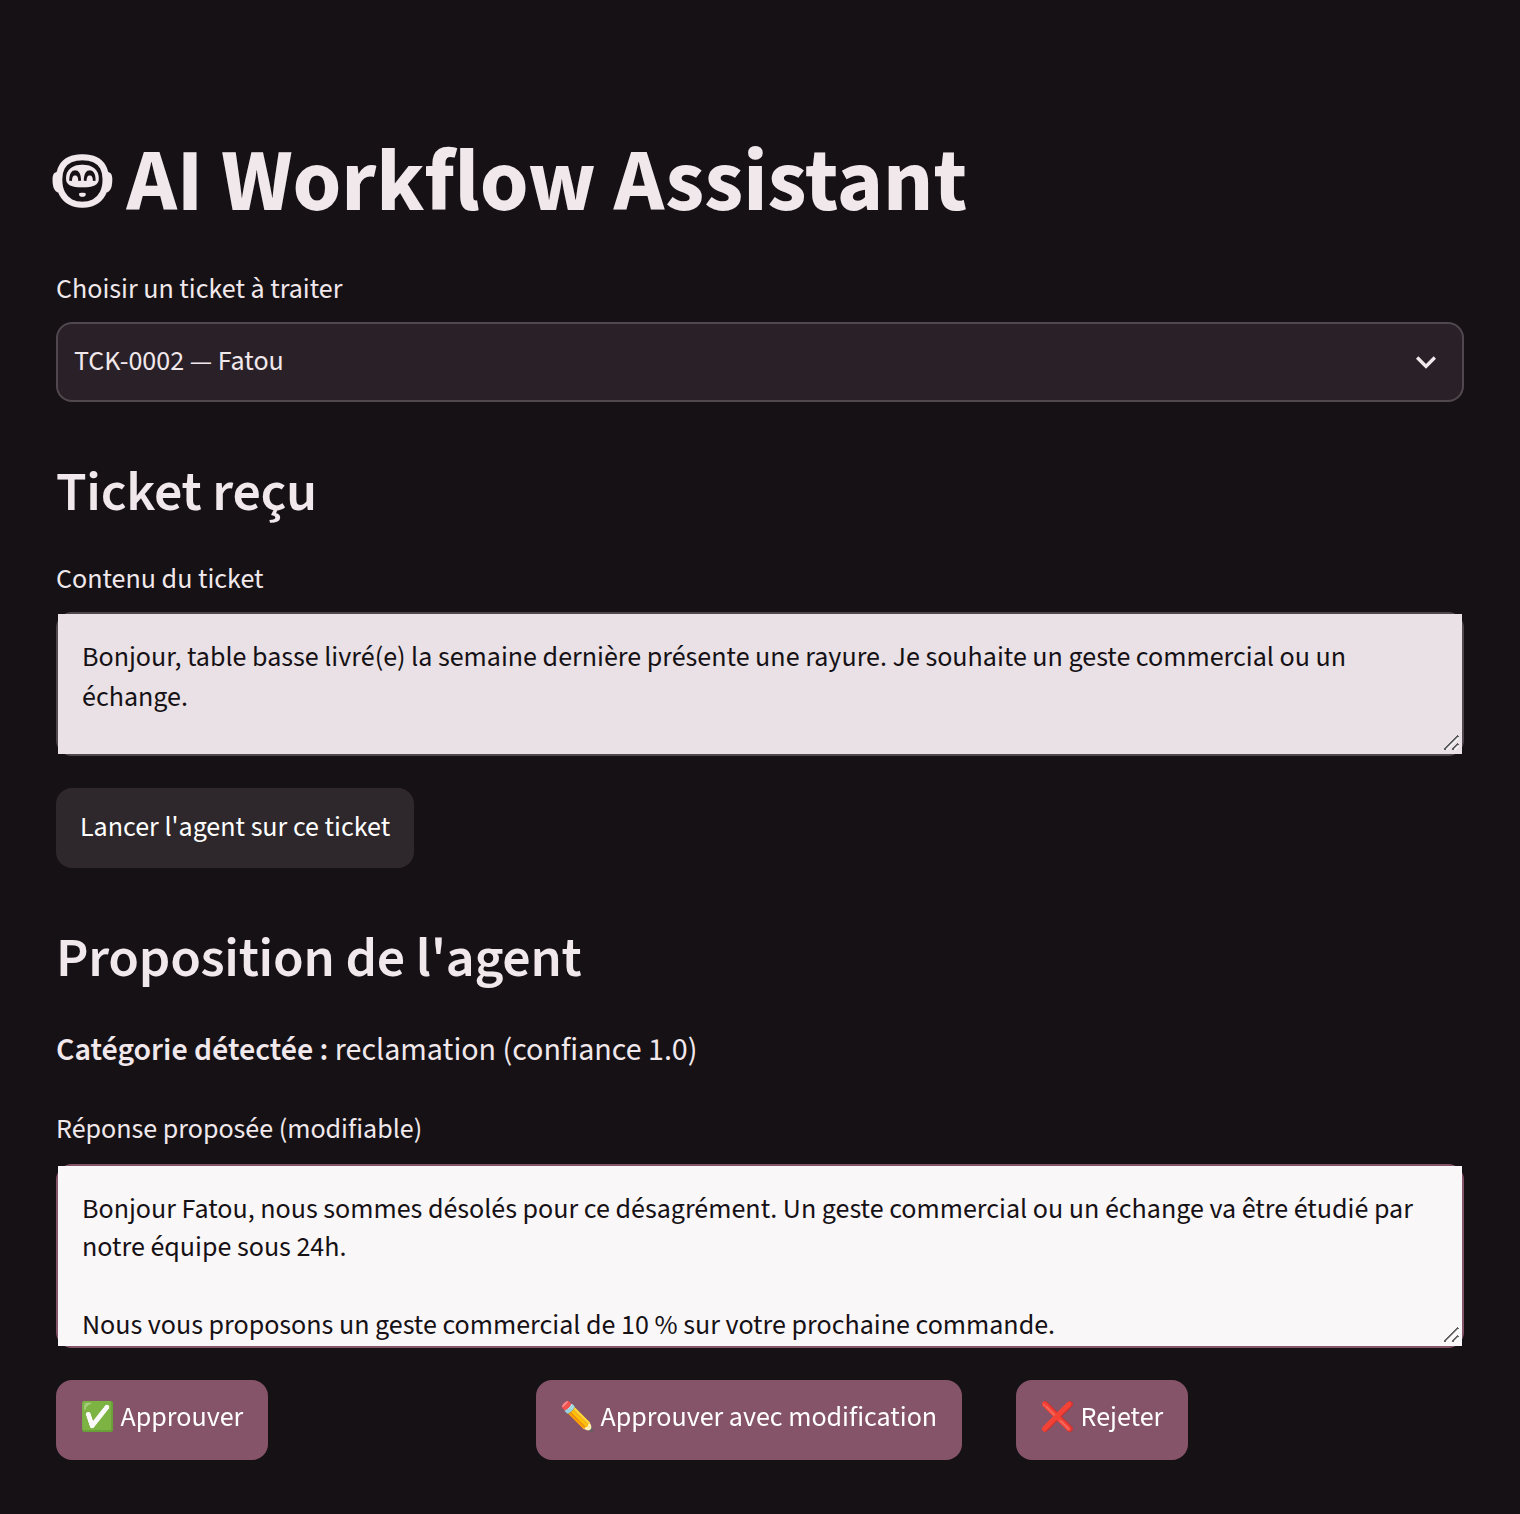 AI Workflow Assistant
Choisir un ticket à traiter
TCK-0002 — Fatou
Ticket reçu
Contenu du ticket
Bonjour, table basse livré(e) la semaine dernière présente une rayure. Je souhaite un geste commercial ou un
échange.
Lancer l'agent sur ce ticket
Proposition de l'agent
Catégorie détectée : reclamation (confiance 1.0)
Réponse proposée (modifiable)
Bonjour Fatou, nous sommes désolés pour ce désagrément. Un geste commercial ou un échange va être étudié par
notre équipe sous 24h.
Nous vous proposons un geste commercial de 10 % sur votre prochaine commande.
✅ Approuver
✏️ Approuver avec modification
❌ Rejeter